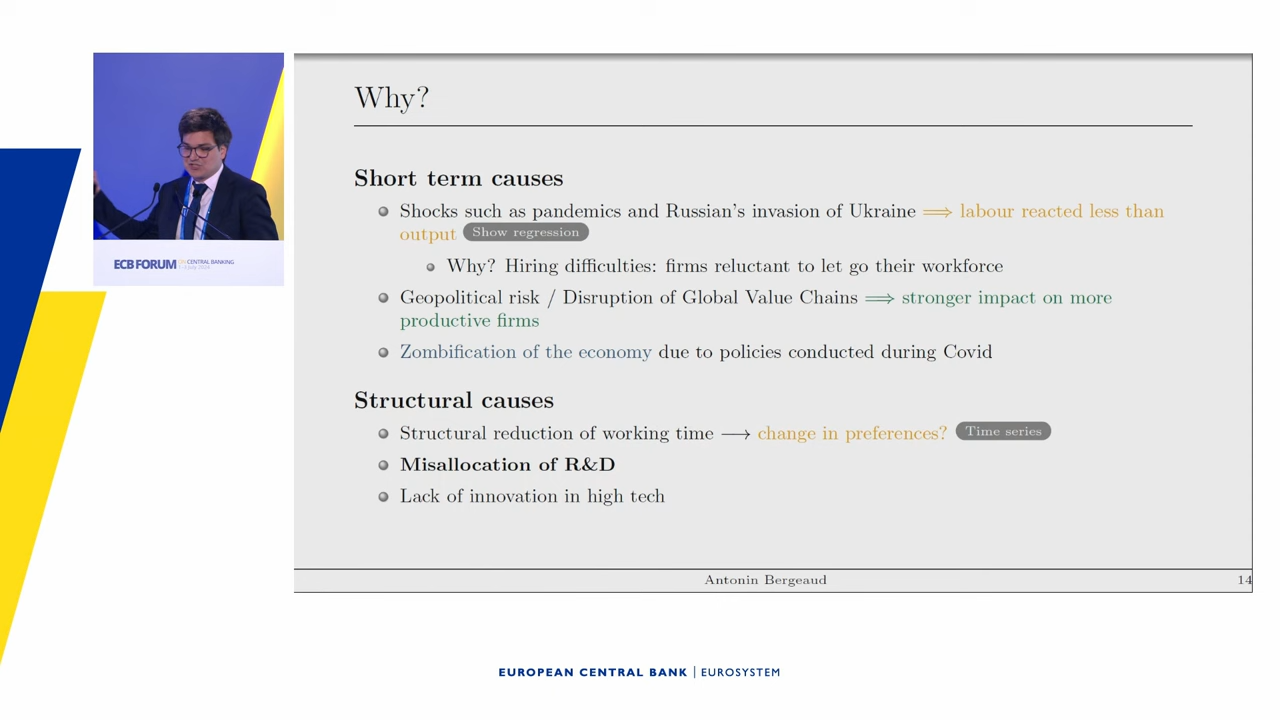 Why?
Short term causes
Shocks such as pandemics and Russian's invasion of Ukraine ⟹ labour reacted less than
output Show regression
Why? Hiring difficulties: firms reluctant to let go their workforce
Geopolitical risk / Disruption of Global Value Chains ⟹ stronger impact on more
productive firms
Zombification of the economy due to policies conducted during Covid
Structural causes
Structural reduction of working time ⟶ change in preferences? Time series
Misallocation of R&D
Lack of innovation in high tech
Antonin Bergeaud
14
ECB FORUM
CENTRAL BANKING
EUROPEAN CENTRAL BANK | EUROSYSTEM